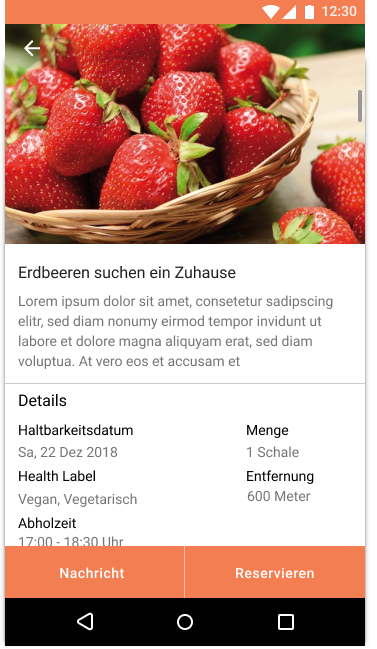 12:30
Erdbeeren suchen ein Zuhause
Lorem ipsum dolor sit amet, consetetur sadipscing
elitr, sed diam nonumy eirmod tempor invidunt ut
labore et dolore magna aliquyam erat, sed diam
voluptua. At vero eos et accusam et
Details
Haltbarkeitsdatum
Sa, 22 Dez 2018
Menge
1 Schale
Health Label
Vegan, Vegetarisch
Entfernung
600 Meter
Abholzeit
17:00 - 18:30 Uhr
Nachricht
Reservieren